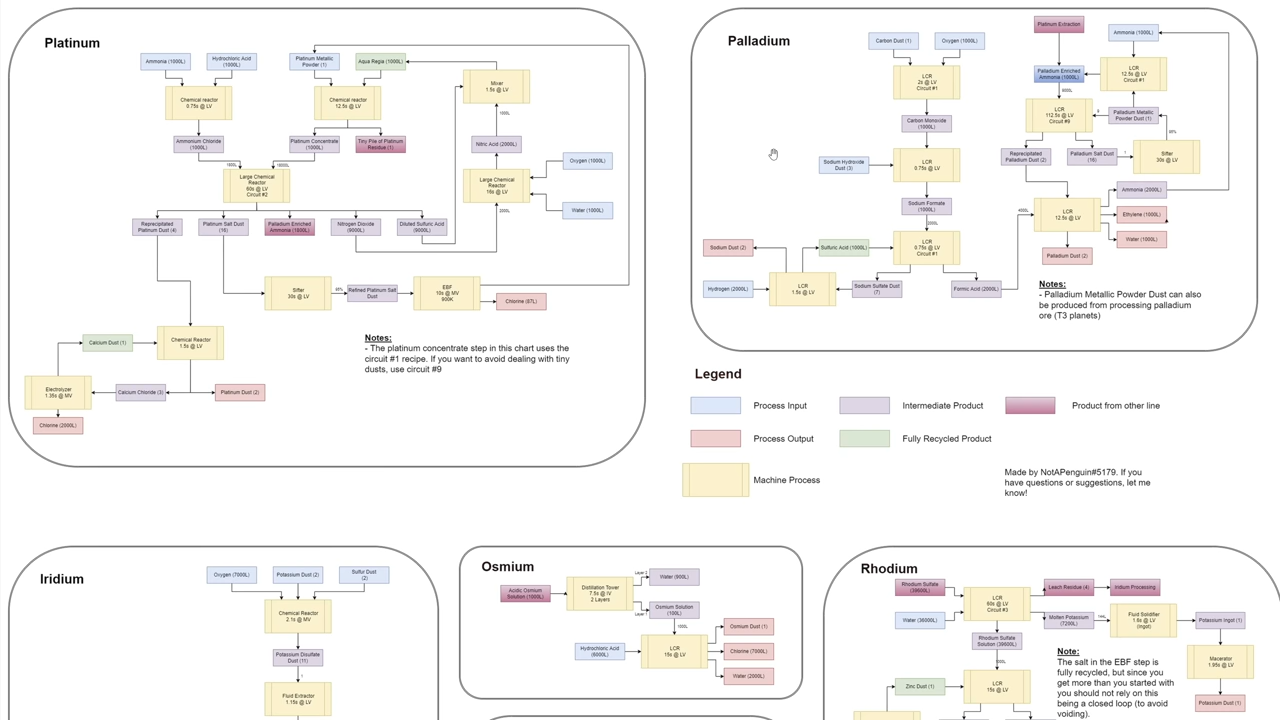 Platinum
Ammonia (1000L)
Hydrochloric Acid
(1000L)
Platinum Metallic
Powder (1)
Aqua Regia (1000L)
Chemical reactor
0.75s @ LV
Chemical reactor
12.5s @ LV
Mixer
1.5s @ LV
1000L
Ammonium Chloride
(1000L)
Platinum Concentrate
(1000L)
Tiny Pile of Platinum
Residue (1)
Nitric Acid (2000L)
Oxygen (1000L)
Large Chemical
Reactor
60s @ LV
Circuit #2
Large Chemical
Reactor
16s @ LV
Water (1000L)
2000L
Reprecipitated
Platinum Dust (4)
Platinum Salt Dust
(16)
Palladium Enriched
Ammonia (1000L)
Nitrogen Dioxide
(9000L)
Diluted Sulfuric Acid
(9000L)
Sifter
30s @ LV
95%
Refined Platinum Salt
Dust
EBF
10s @ MV
900K
Chlorine (87L)
Calcium Dust (1)
Chemical Reactor
1.5s @ LV
Notes:
- The platinum concentrate step in this chart uses the
circuit #1 recipe. If you want to avoid dealing with tiny
dusts, use circuit #9
Electrolyzer
1.35s @ MV
Calcium Chloride (3)
Platinum Dust (2)
Chlorine (2000L)
Palladium
Carbon Dust (1)
Oxygen (1000L)
Platinum Extraction
Ammonia (1000L)
LCR
2s @ LV
Circuit #1
Palladium Enriched
Ammonia (1000L)
LCR
12.5s @ LV
Circuit #1
Carbon Monoxide
(1000L)
LCR
112.5s @ LV
Circuit #9
Palladium Metallic
Powder Dust (1)
Sodium Hydroxide
Dust (3)
LCR
0.75s @ LV
Reprecipitated
Palladium Dust (2)
Palladium Salt Dust
(16)
Sifter
30s @ LV
Sodium Formate
(1000L)
2000L
4000L
LCR
12.5s @ LV
Ammonia (2000L)
Ethylene (1000L)
Water (1000L)
Sodium Dust (2)
Sulfuric Acid (1000L)
LCR
0.75s @ LV
Circuit #1
Palladium Dust (2)
Hydrogen (2000L)
LCR
1.5s @ LV
Sodium Sulfate Dust
(7)
Formic Acid (2000L)
Notes:
- Palladium Metallic Powder Dust can also
be produced from processing palladium
ore (T3 planets)
Legend
Process Input
Intermediate Product
Product from other line
Process Output
Fully Recycled Product
Machine Process
Made by NotAPenguin#5179. If you
have questions or suggestions, let me
know!
Iridium
Oxygen (7000L)
Potassium Dust (2)
Sulfur Dust
(2)
Chemical Reactor
2.1s @ MV
Potassium Disulfate
Dust (11)
Fluid Extractor
1.15s @ LV
Osmium
Acidic Osmium
Solution (1000L)
Distillation Tower
7.5s @ IV
2 Layers
Water (900L)
Osmium Solution
(100L)
1000L
Hydrochloric Acid
(6000L)
LCR
15s @ LV
Osmium Dust (1)
Chlorine (7000L)
Water (2000L)
Rhodium
Rhodium Sulfate
(39600L)
Water (36000L)
LCR
60s @ LV
Circuit #3
Leach Residue (4)
Iridium Processing
Molten Potassium
(7200L)
Fluid Solidifier
1.6s @ LV
(Ingot)
Potassium Ingot (1)
Rhodium Sulfate
Solution (39600L)
Macerator
1.95s @ LV
Zinc Dust (1)
LCR
15s @ LV
Potassium Dust (1)
Note:
The salt in the EBF step is
fully recycled, but since you
get more than you started with
you should not rely on this
being a closed loop (to avoid
voiding).